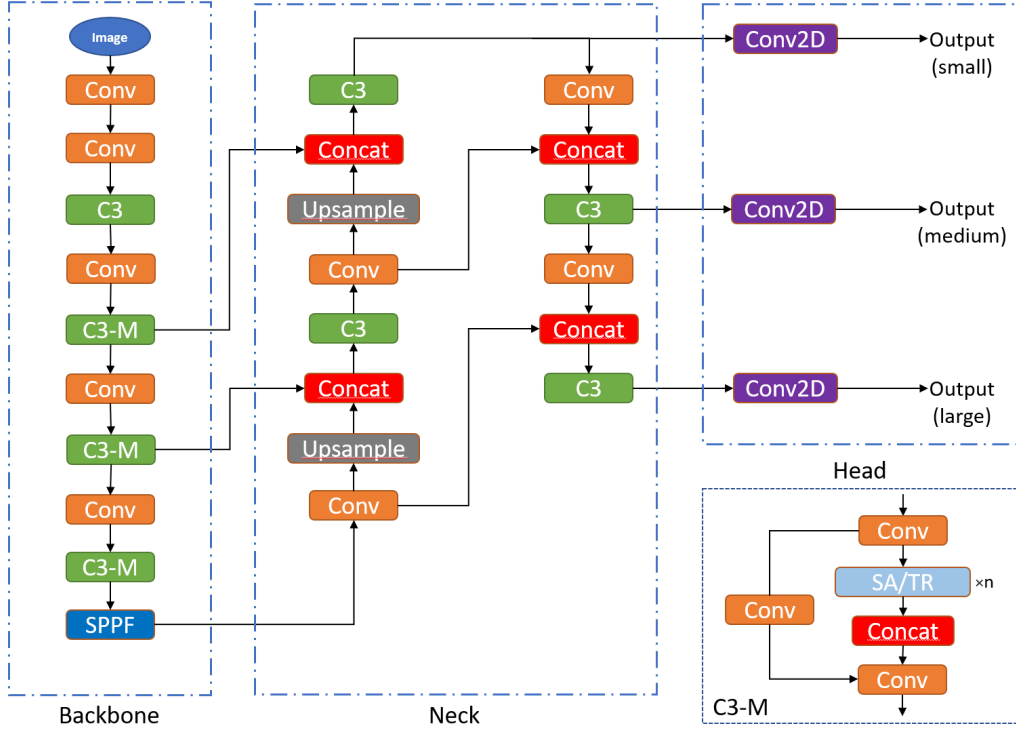 Image
Conv
Conv
C3
Conv
C3-M
Conv
C3-M
Conv
C3-M
SPPF
Backbone
C3
Concat
Upsample
Conv
C3
Concat
Upsample
Conv
Conv
Concat
C3
Conv
Concat
C3
Neck
Conv2D
Output
(small)
Conv2D
Output
(medium)
Conv2D
Output
(large)
Head
Conv
SA/TR
×n
Conv
Concat
Conv
C3-M